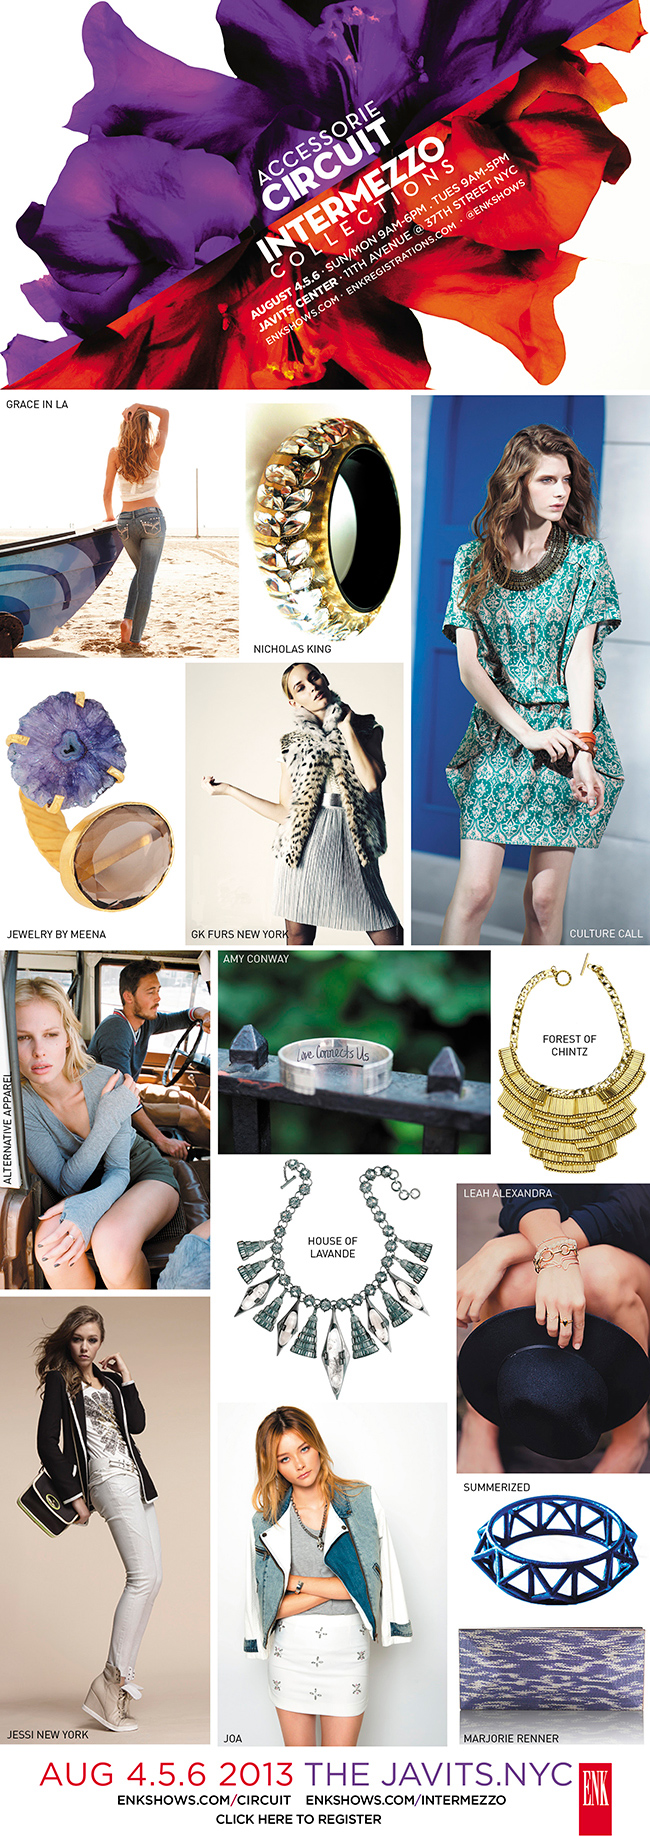 ACCESSORIE
CIRCUIT
INTERMEZZO
COLLECTIONS
AUGUST 4.5.6 · SUN/MON 9AM-6PM · TUES 9AM-5PM
JAVITS CENTER · 11TH AVENUE @ 37TH STREET NYC
ENKSHOWS.COM · ENKREGISTRATIONS.COM · @ENKSHOWS
GRACE IN LA
NICHOLAS KING
JEWELRY BY MEENA
GK FURS NEW YORK
CULTURE CALL
ALTERNATIVE APPAREL
AMY CONWAY
Love Connects Us
FOREST OF
CHINTZ
HOUSE OF
LAVANDE
LEAH ALEXANDRA
JESSI NEW YORK
JOA
SUMMERIZED
MARJORIE RENNER
AUG 4.5.6 2013 THE JAVITS.NYC
ENK
ENKSHOWS.COM/CIRCUIT ENKSHOWS.COM/INTERMEZZO
CLICK HERE TO REGISTER